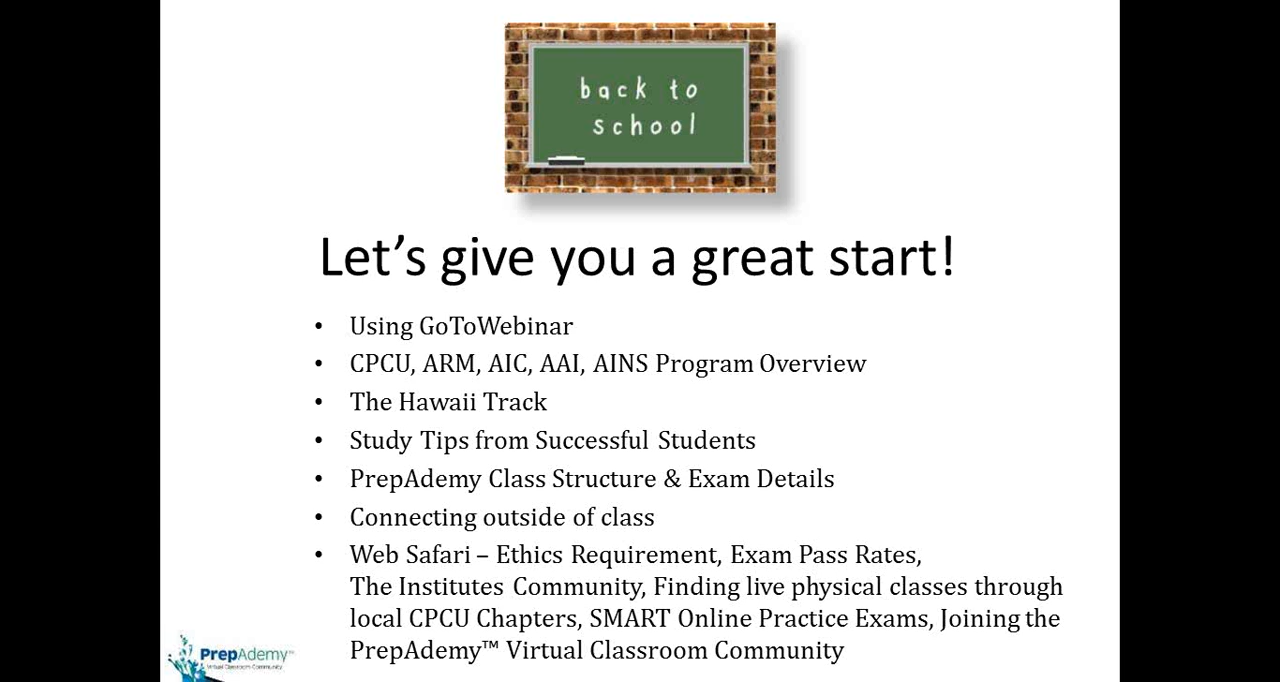 back to
school
Let’s give you a great start!
• Using GoToWebinar
• CPCU, ARM, AIC, AAI, AINS Program Overview
• The Hawaii Track
• Study Tips from Successful Students
• PrepAdemy Class Structure & Exam Details
• Connecting outside of class
• Web Safari – Ethics Requirement, Exam Pass Rates,
The Institutes Community, Finding live physical classes through
local CPCU Chapters, SMART Online Practice Exams, Joining the
PrepAdemy™ Virtual Classroom Community
PrepAdemy™
Virtual Classroom Community